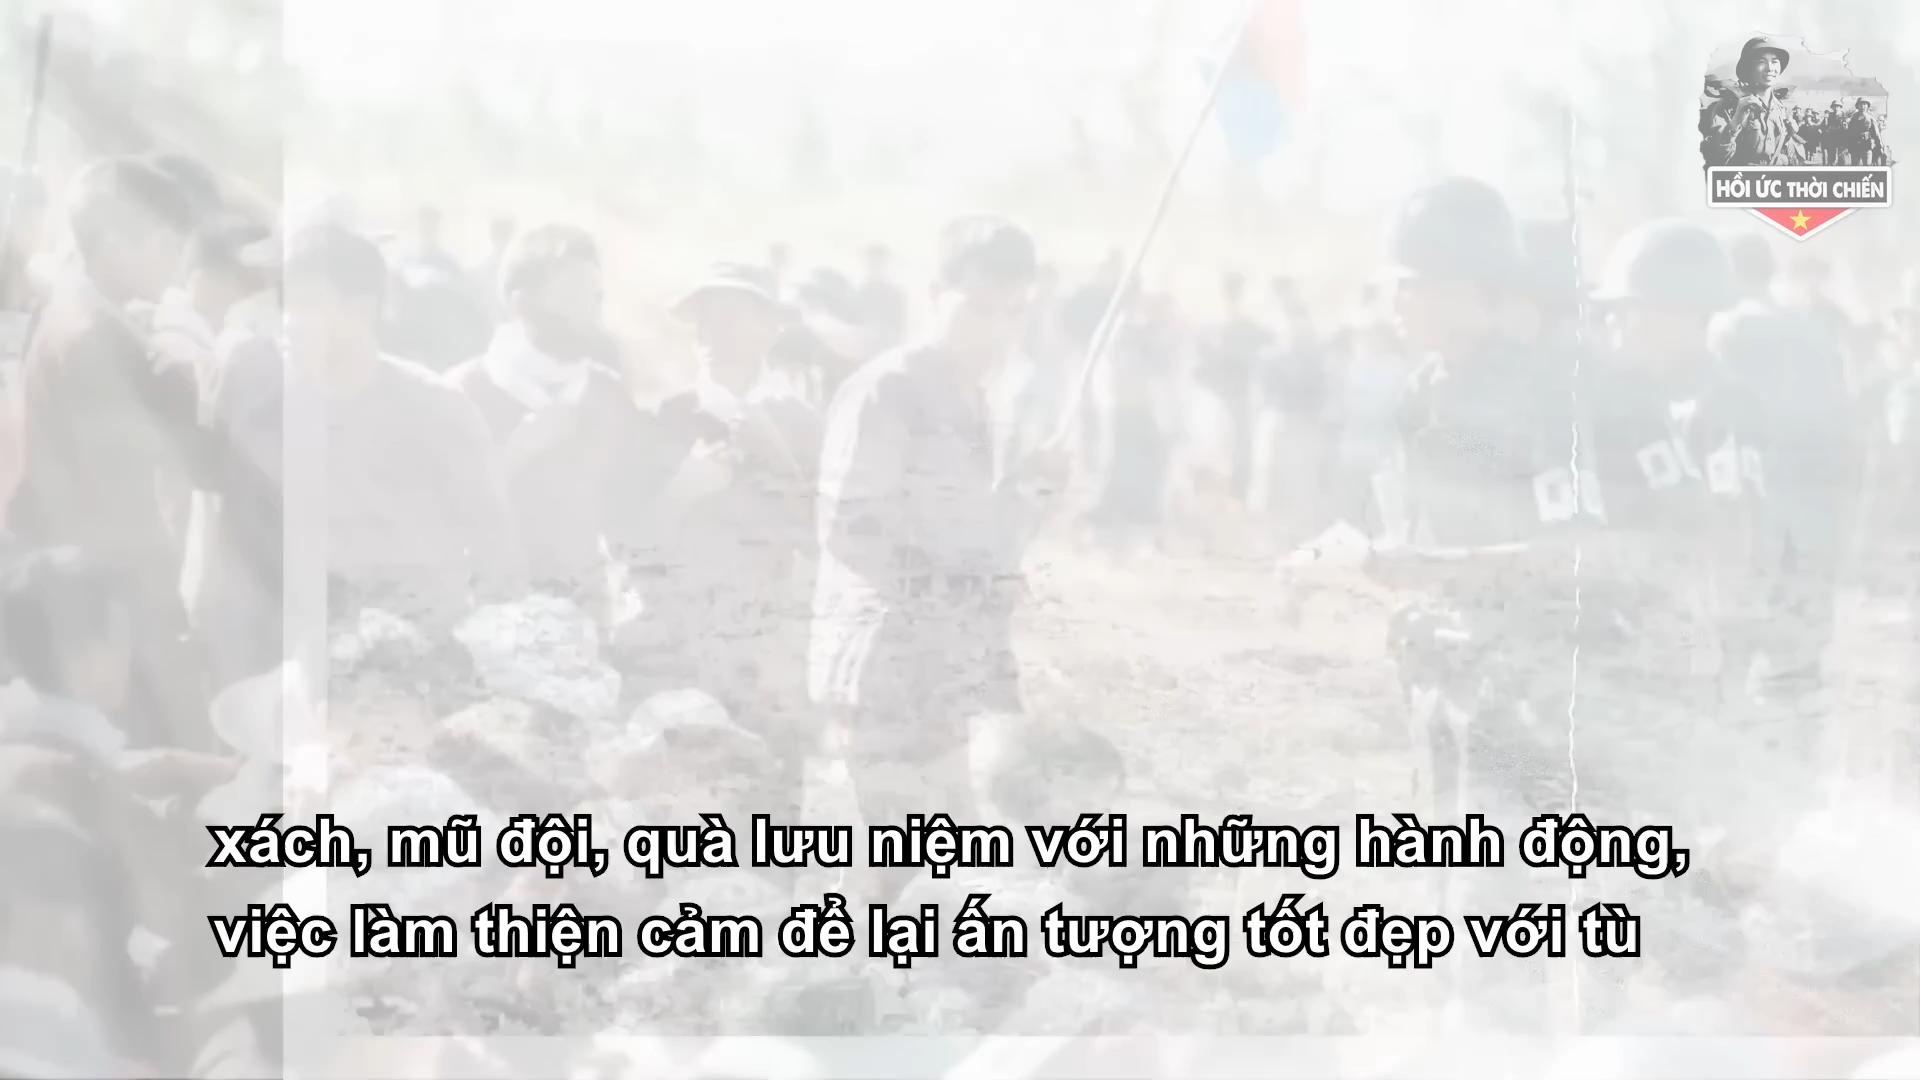 HỒI ỨC THỜI CHIẾN
xách, mũ đội, quà lưu niệm với những hành động,
việc làm thiện cảm để lại ấn tượng tốt đẹp với tù